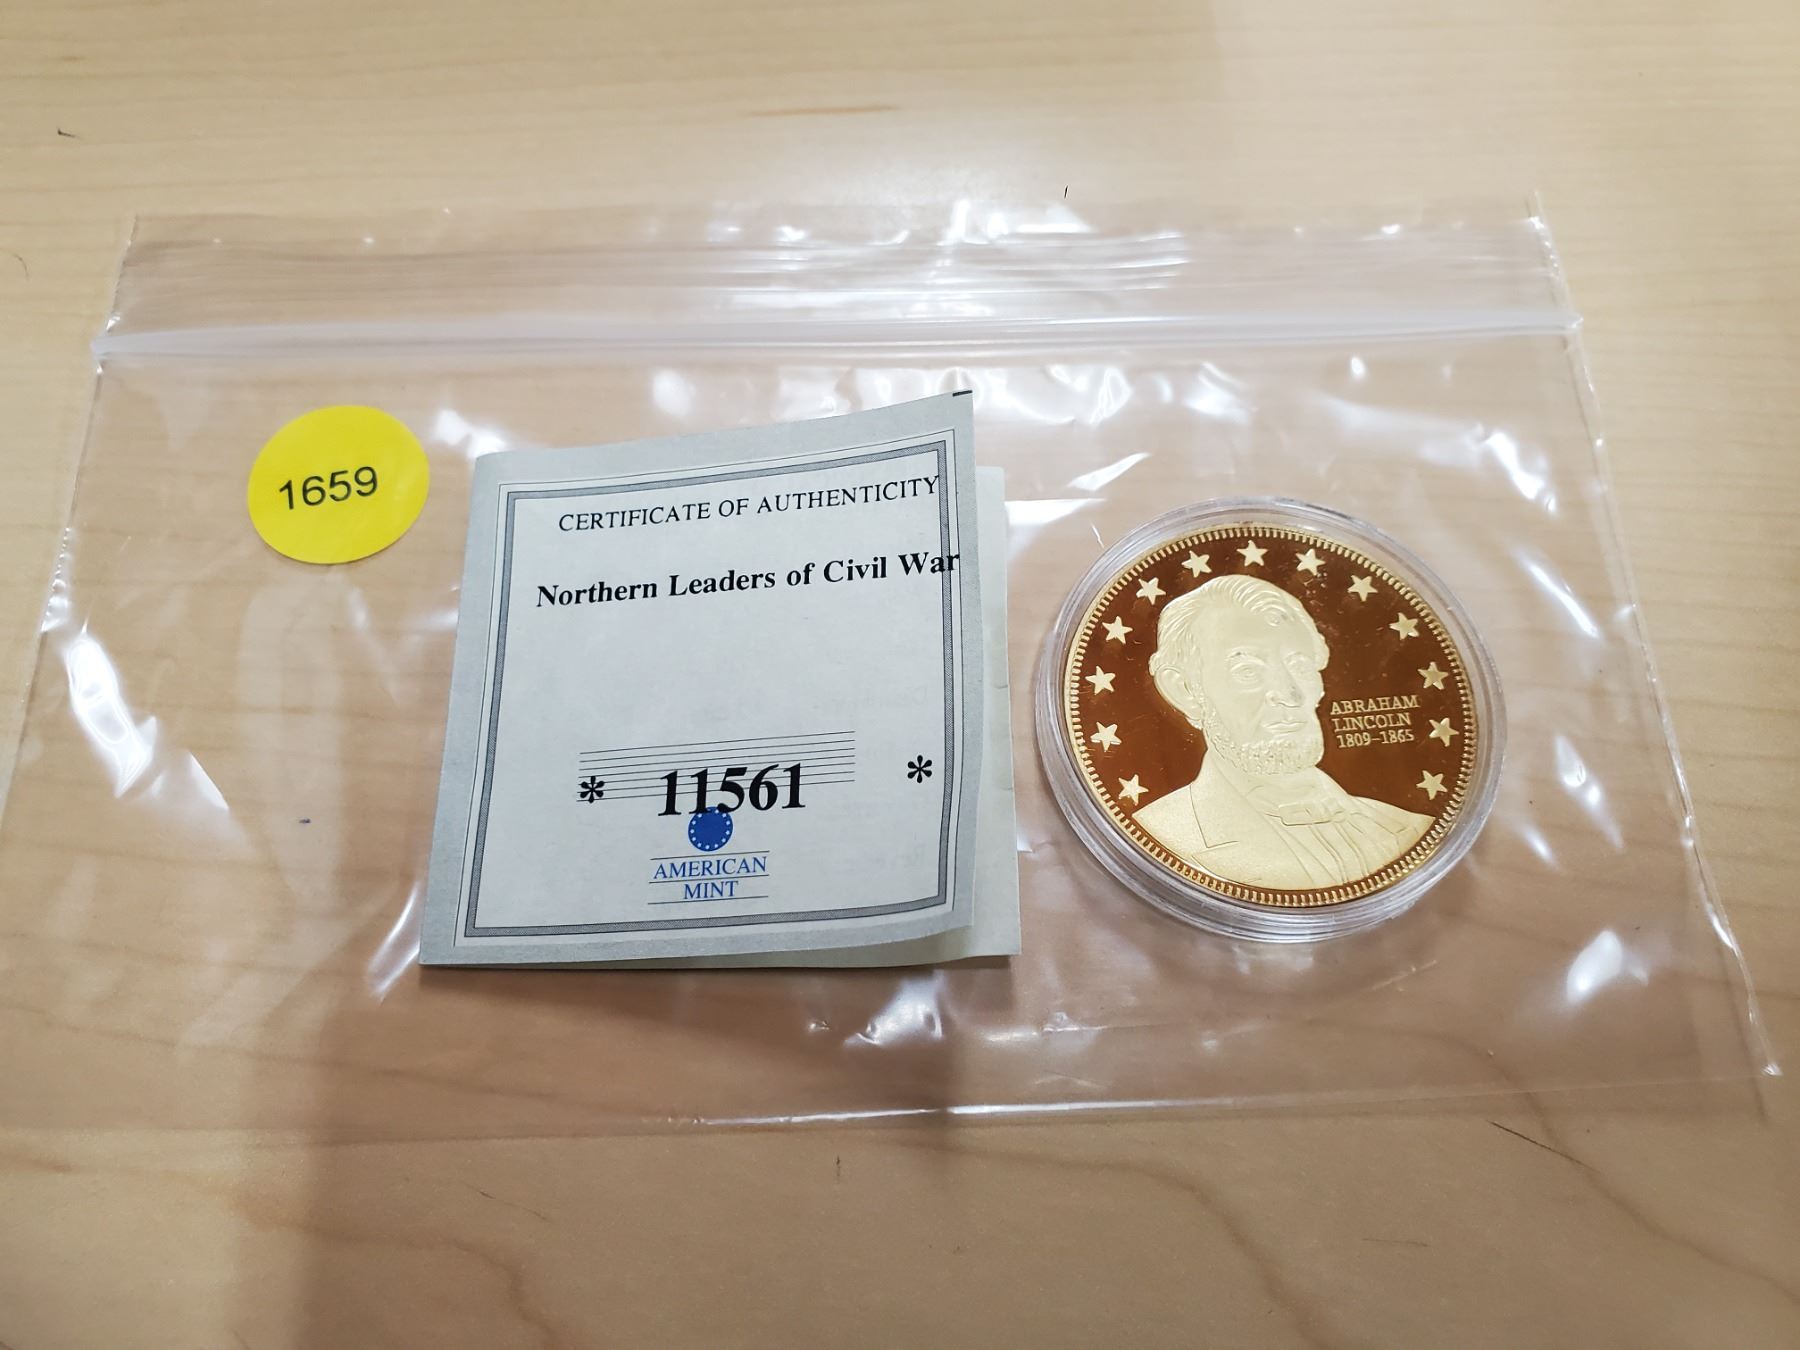 1659
CERTIFICATE OF AUTHENTICITY
Northern Leaders of Civil War
* 11561 *
AMERICAN
MINT
ABRAHAM
LINCOLN
1809-1865